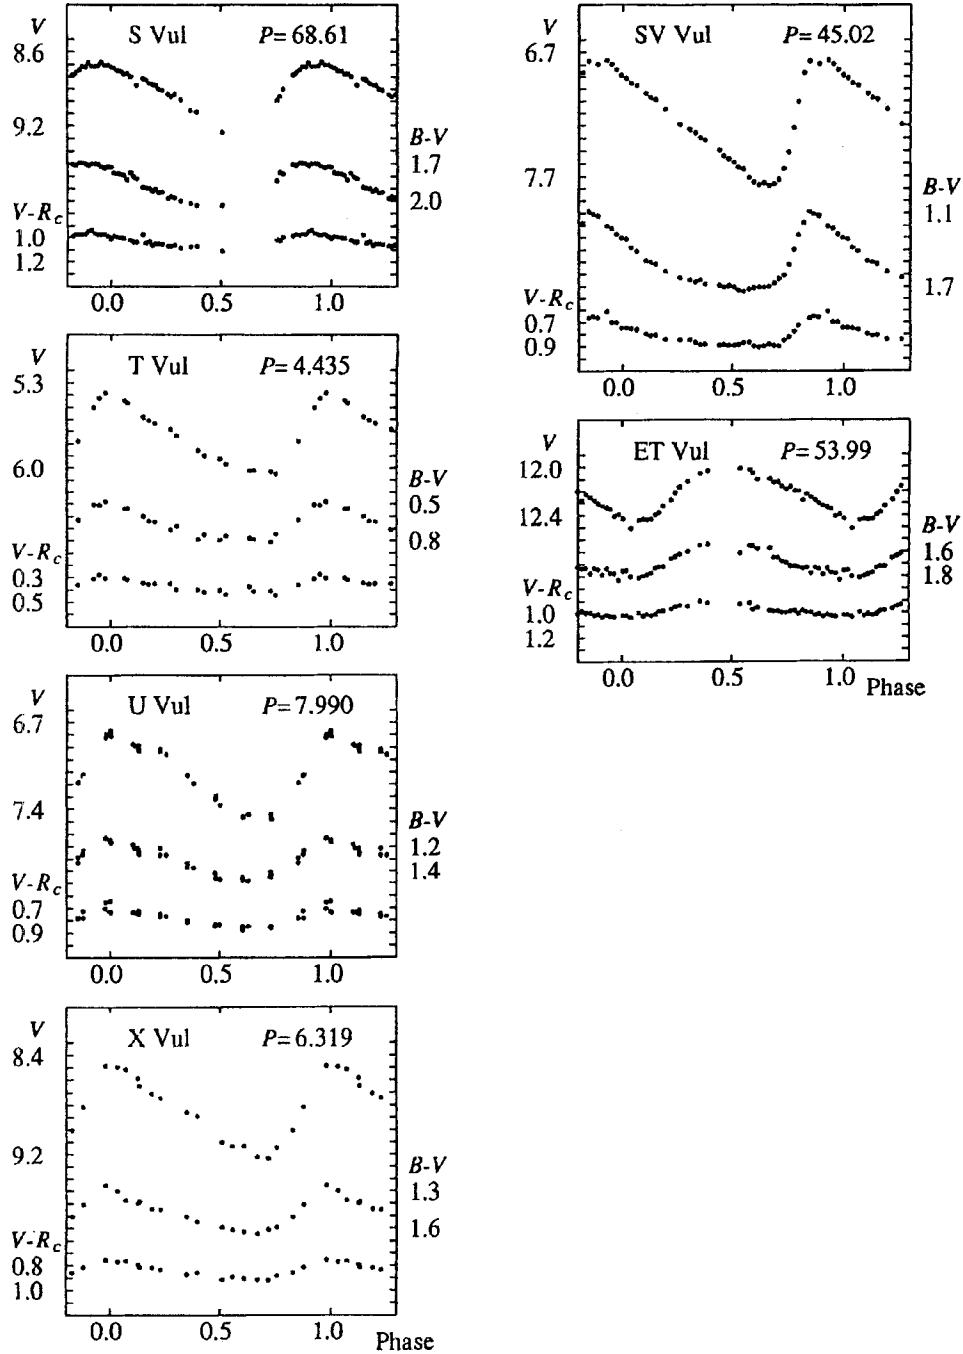 V
S Vul P=68.61
8.6
9.2
B-V
1.7
2.0
V-Rc
1.0
1.2
0.0 0.5 1.0
V
T Vul P=4.435
5.3
6.0
B-V
0.5
0.8
V-Rc
0.3
0.5
0.0 0.5 1.0
V
U Vul P=7.990
6.7
7.4
B-V
1.2
1.4
V-Rc
0.7
0.9
0.0 0.5 1.0
V
X Vul P=6.319
8.4
9.2
B-V
1.3
1.6
V-Rc
0.8
1.0
0.0 0.5 1.0
Phase
V
SV Vul P=45.02
6.7
7.7
B-V
1.1
1.7
V-Rc
0.7
0.9
0.0 0.5 1.0
V
ET Vul P=53.99
12.0
12.4
B-V
1.6
1.8
V-Rc
1.0
1.2
0.0 0.5 1.0
Phase